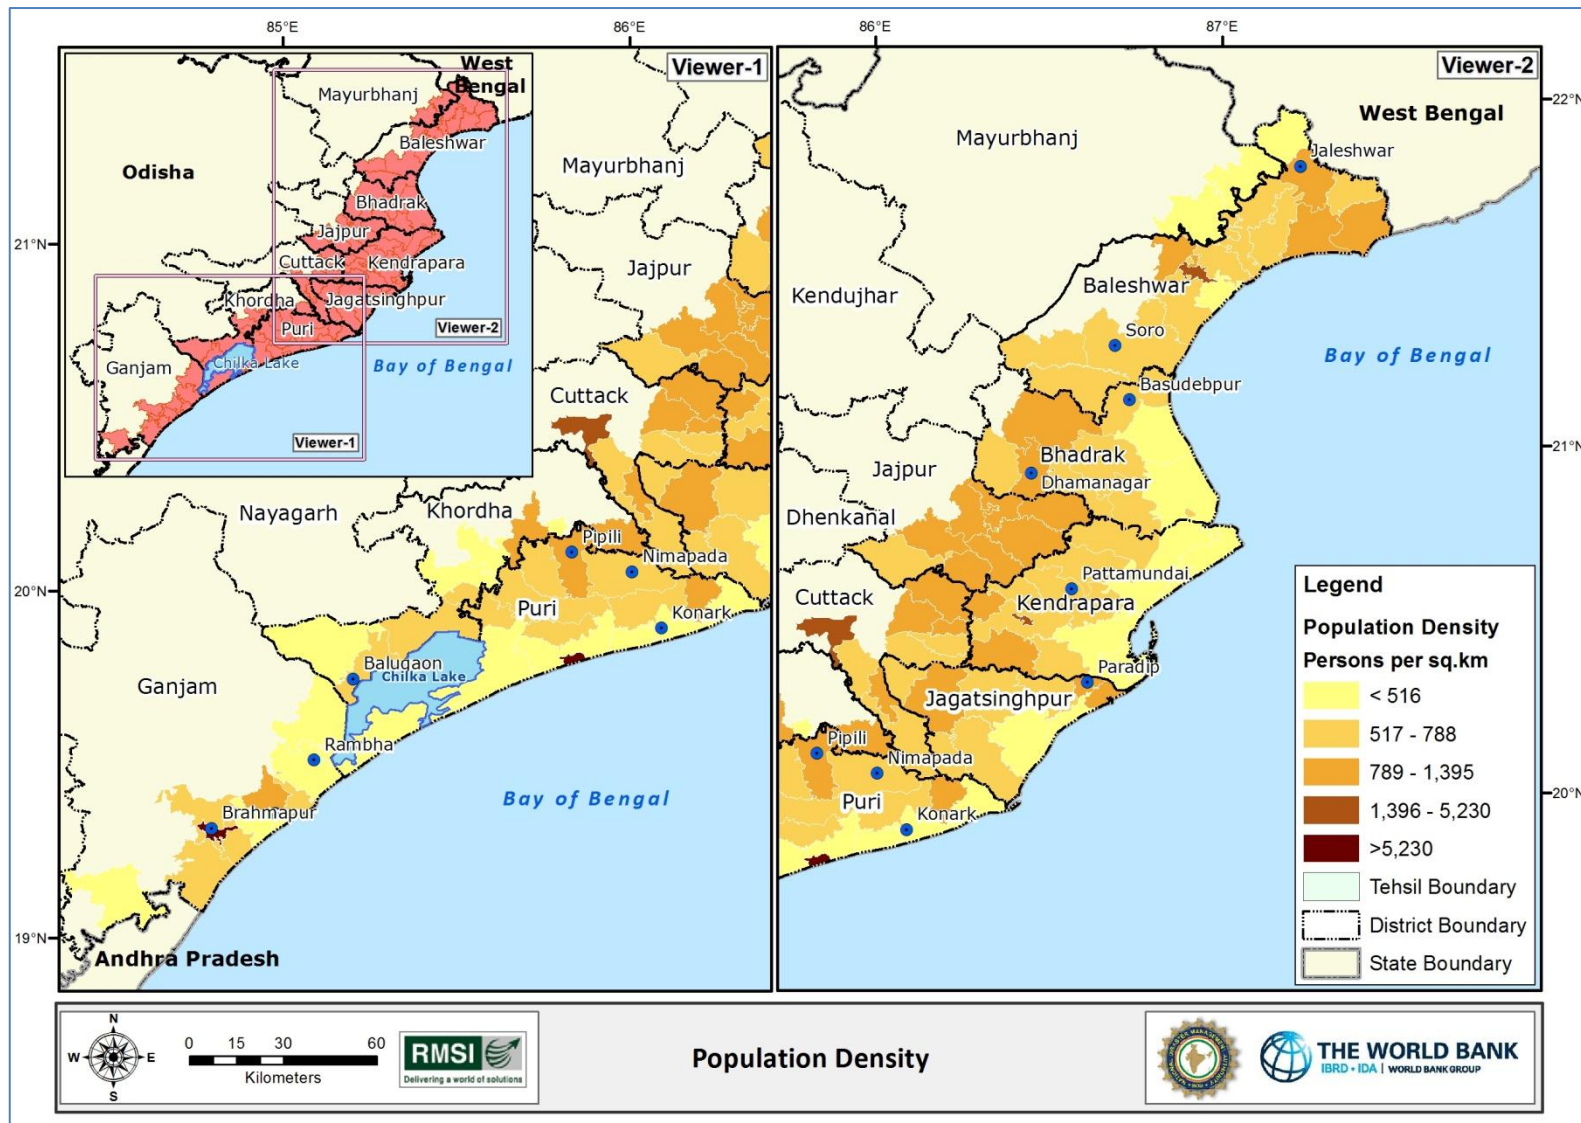 85°E
86°E
86°E
87°E
22°N
21°N
21°N
20°N
20°N
19°N
Viewer-1
West
Bengal
Mayurbhanj
Baleshwar
Odisha
Bhadrak
Jajpur
Cuttack
Kendrapara
Khordha
Jagatsinghpur
Puri
Viewer-2
Ganjam
Chilka Lake
Bay of Bengal
Viewer-1
Mayurbhanj
Jajpur
Cuttack
Nayagarh
Khordha
Pipili
Nimapada
Puri
Konark
Balugaon
Chilka Lake
Ganjam
Rambha
Brahmapur
Bay of Bengal
Andhra Pradesh
Viewer-2
West Bengal
Mayurbhanj
Jaleshwar
Baleshwar
Kendujhar
Soro
Bay of Bengal
Basudebpur
Bhadrak
Jajpur
Dhamanagar
Dhenkanal
Pattamundai
Cuttack
Kendrapara
Paradip
Jagatsinghpur
Pipili
Nimapada
Puri
Konark
Legend
Population Density
Persons per sq.km
< 516
517 - 788
789 - 1,395
1,396 - 5,230
>5,230
Tehsil Boundary
District Boundary
State Boundary
N
W
E
S
0 15 30 60
Kilometers
RMSI
Delivering a world of solutions
Population Density
THE WORLD BANK
IBRD • IDA | WORLD BANK GROUP